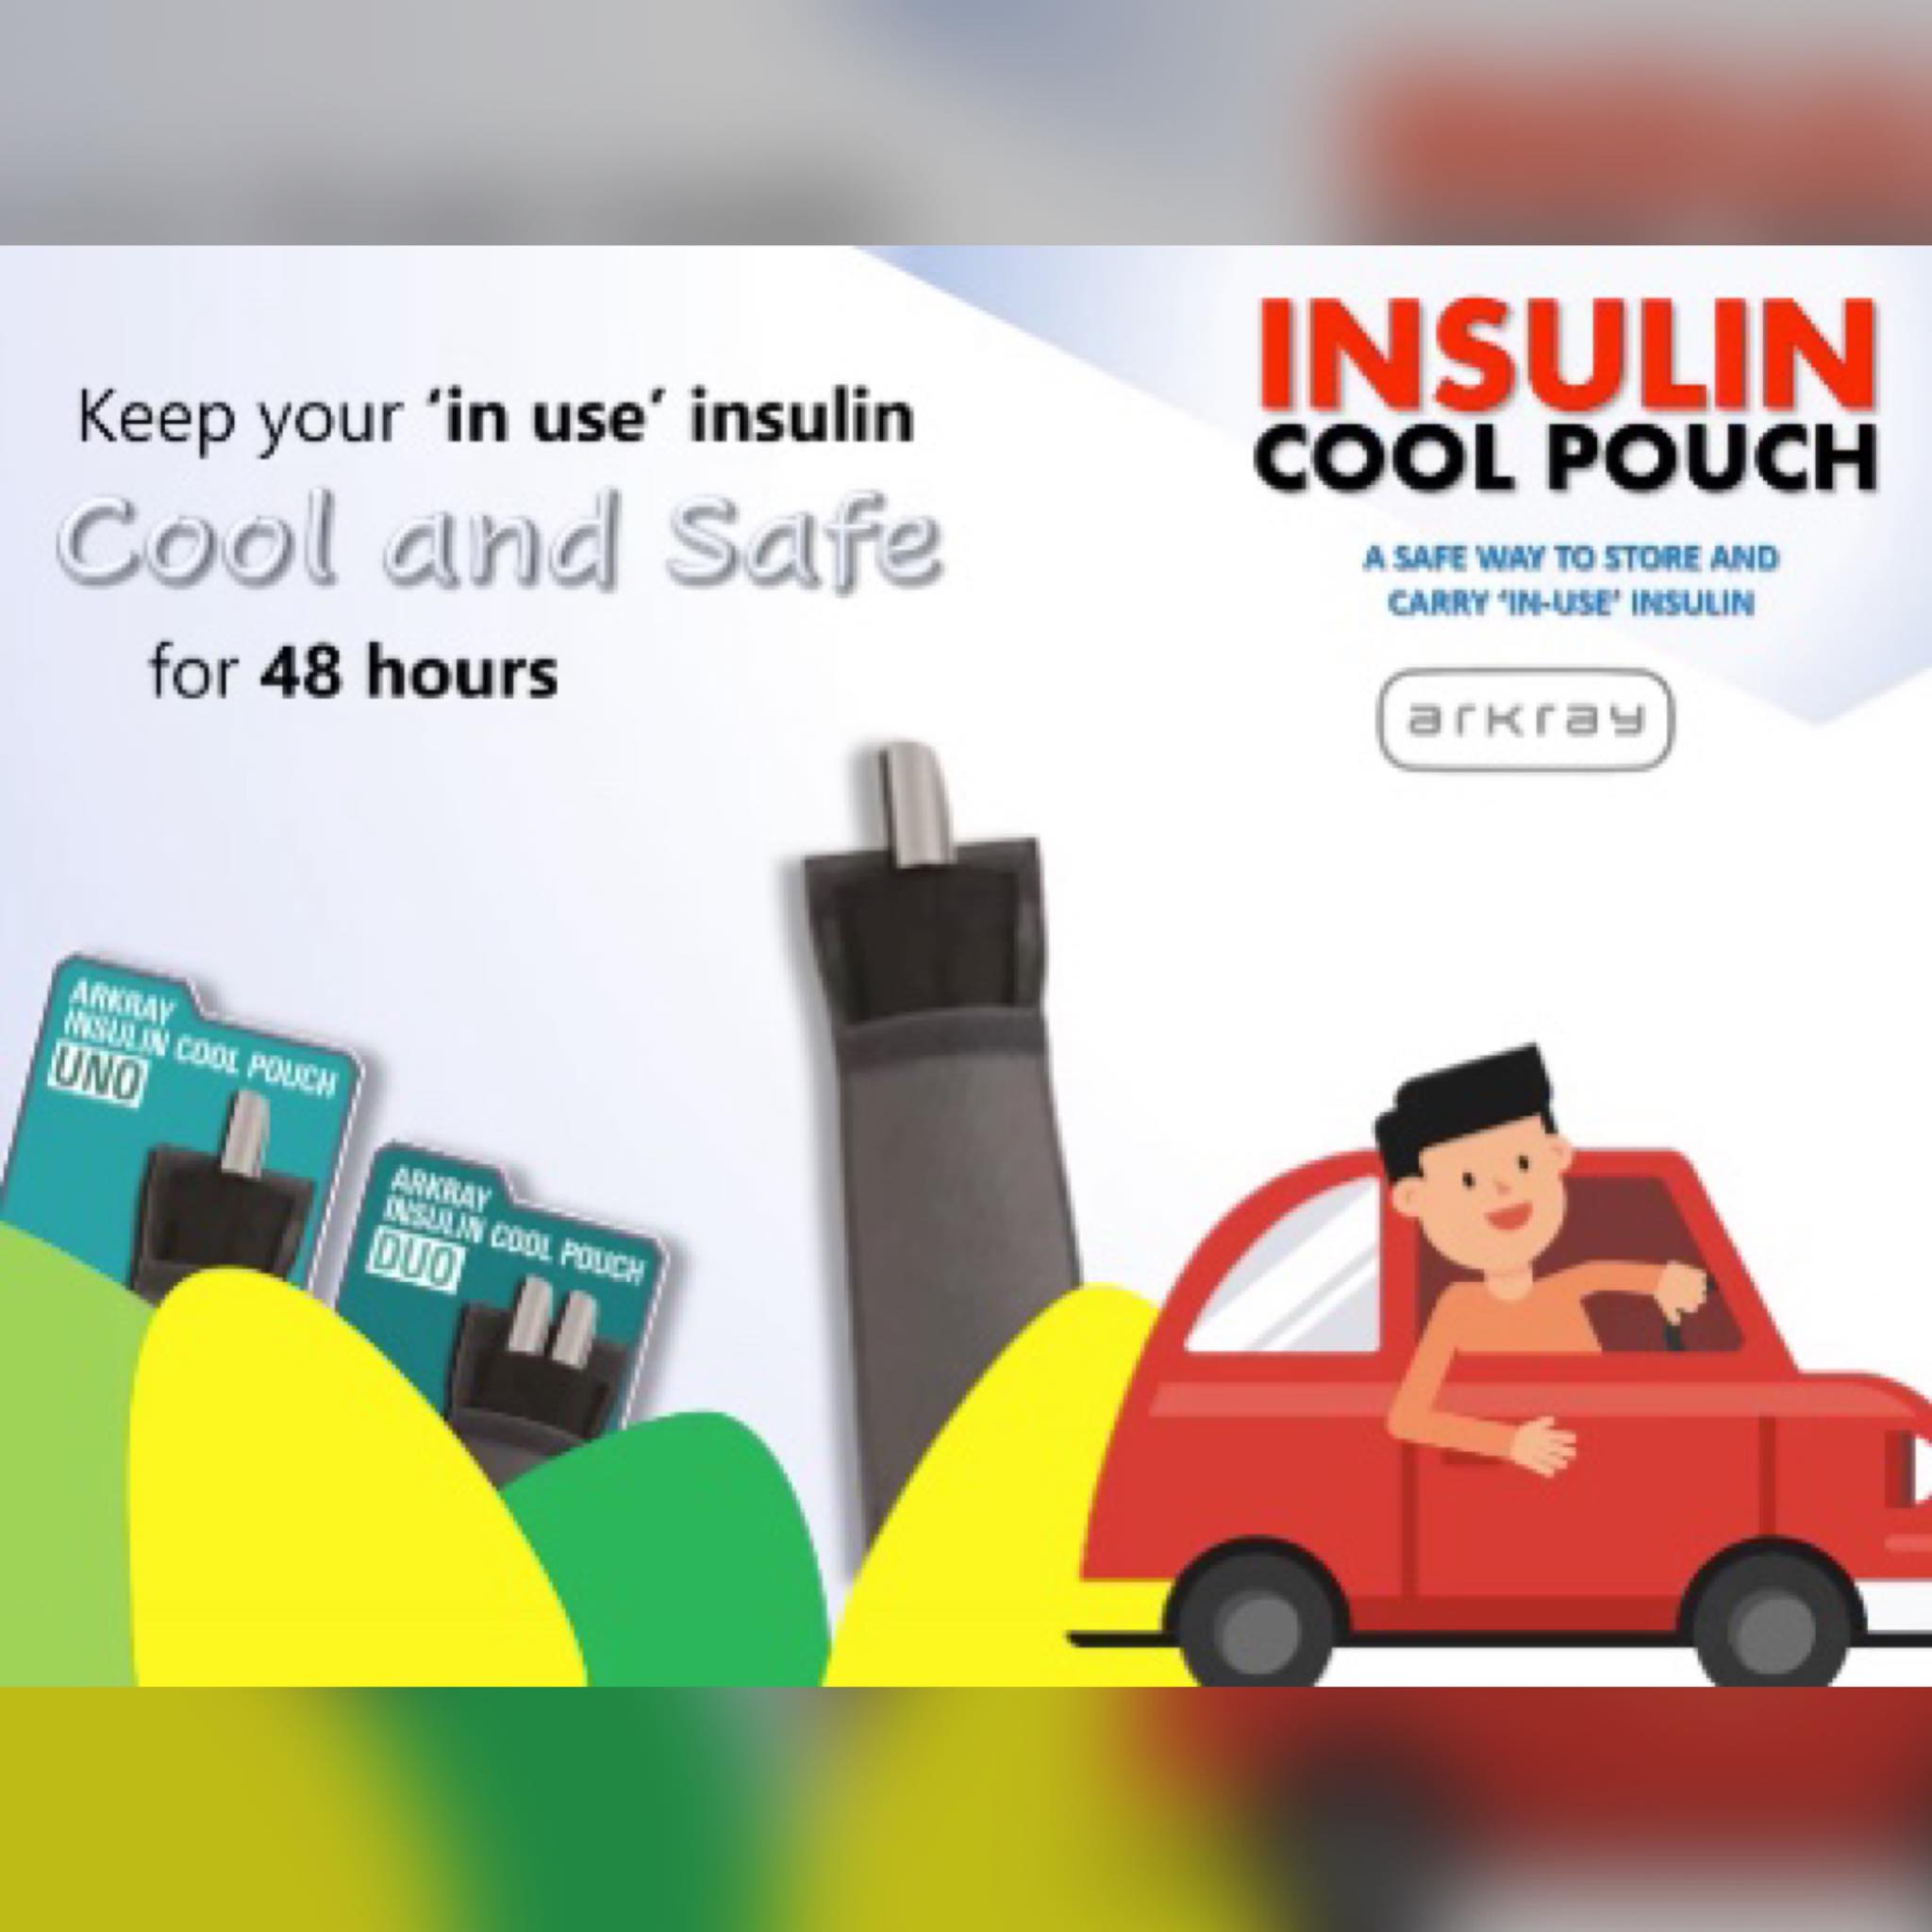 Keep your ‘in use’ insulin
Cool and Safe
for 48 hours
INSULIN
COOL POUCH
A SAFE WAY TO STORE AND
CARRY ‘IN-USE’ INSULIN
arkray
ARKRAY
INSULIN COOL POUCH
UNO
ARKRAY
INSULIN COOL POUCH
DUO